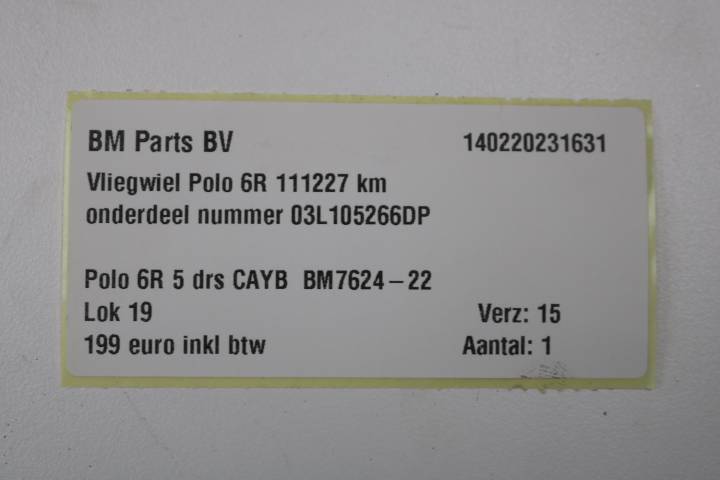 BM Parts BV 140220231631
Vliegwiel Polo 6R 111227 km
onderdeel nummer 03L105266DP
Polo 6R 5 drs CAYB BM7624-22
Lok 19 Verz: 15
199 euro inkl btw Aantal: 1